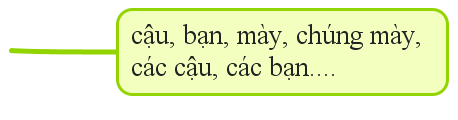 cậu, bạn, mày, chúng mày,
các cậu, các bạn....